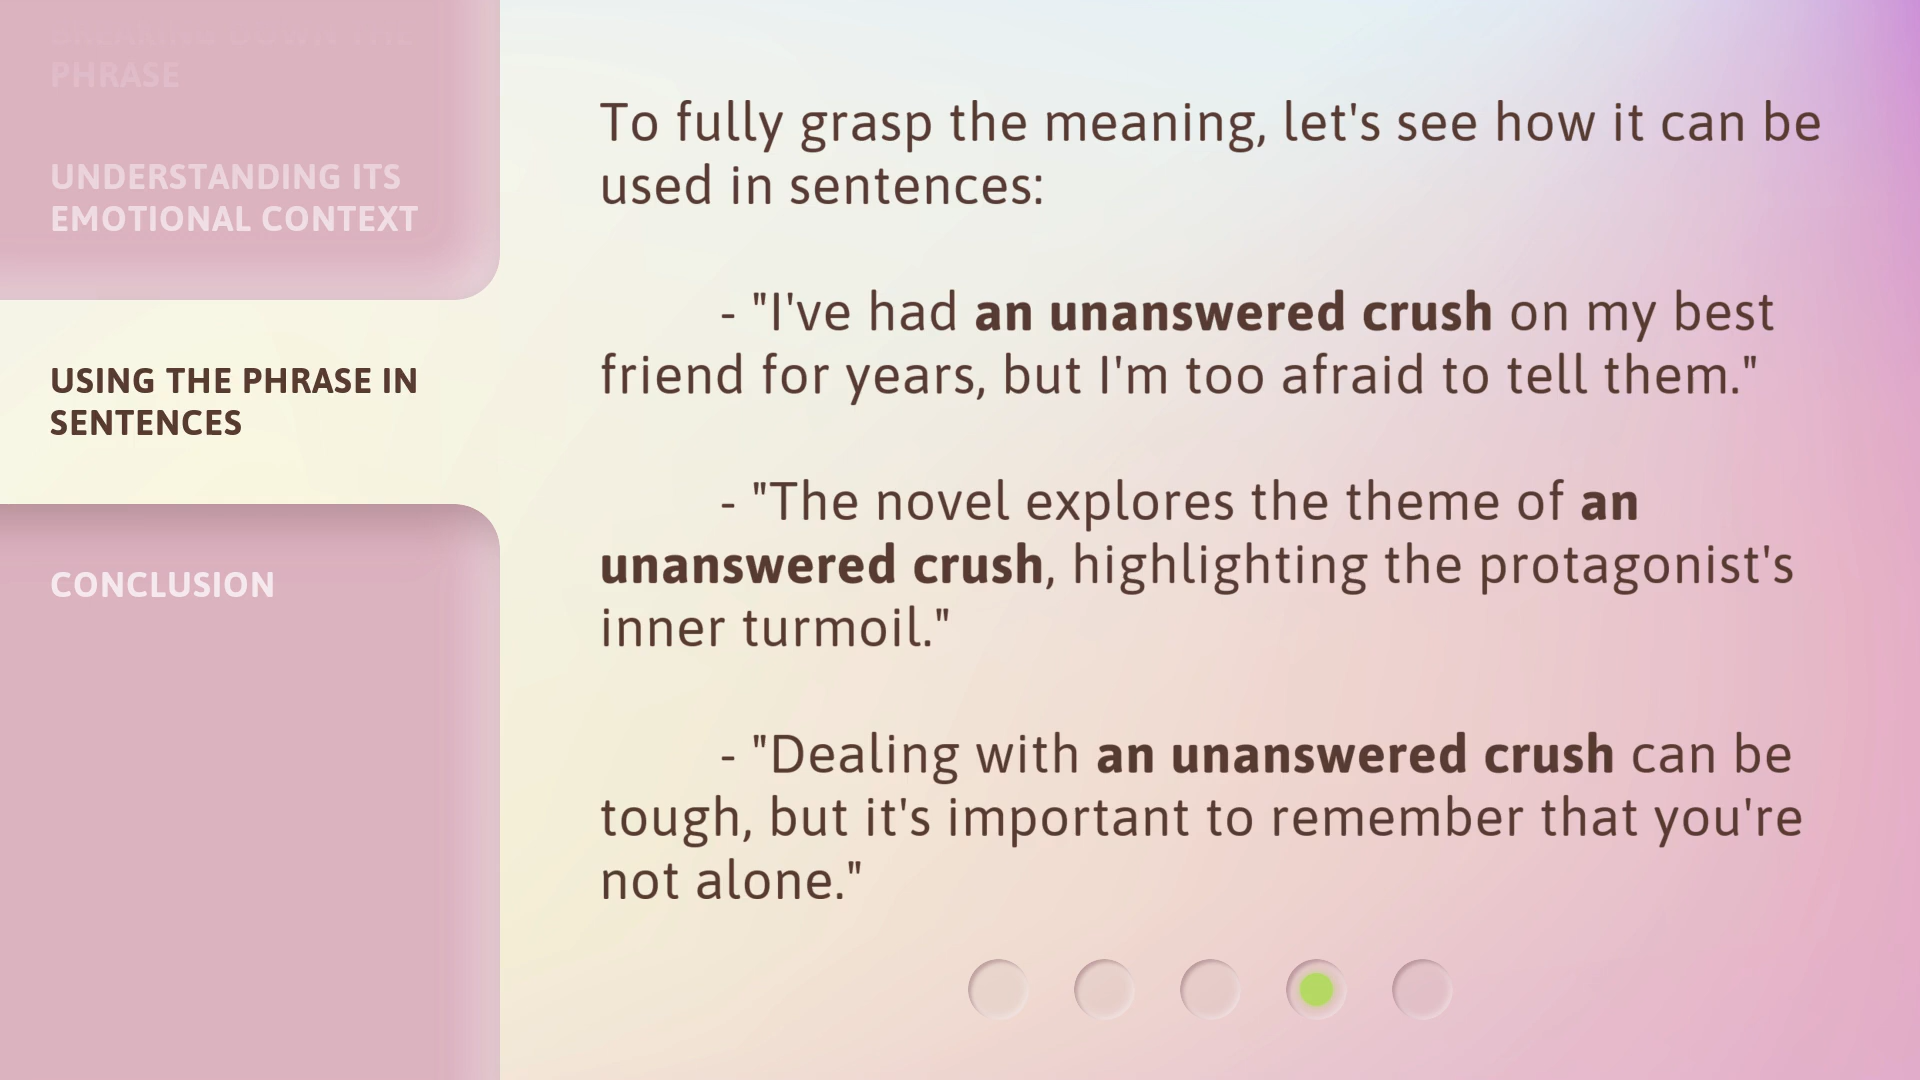 BREAKING DOWN THE
PHRASE
UNDERSTANDING ITS
EMOTIONAL CONTEXT
USING THE PHRASE IN
SENTENCES
CONCLUSION
To fully grasp the meaning, let's see how it can be
used in sentences:
- "I've had an unanswered crush on my best
friend for years, but I'm too afraid to tell them."
- "The novel explores the theme of an
unanswered crush, highlighting the protagonist's
inner turmoil."
- "Dealing with an unanswered crush can be
tough, but it's important to remember that you're
not alone."